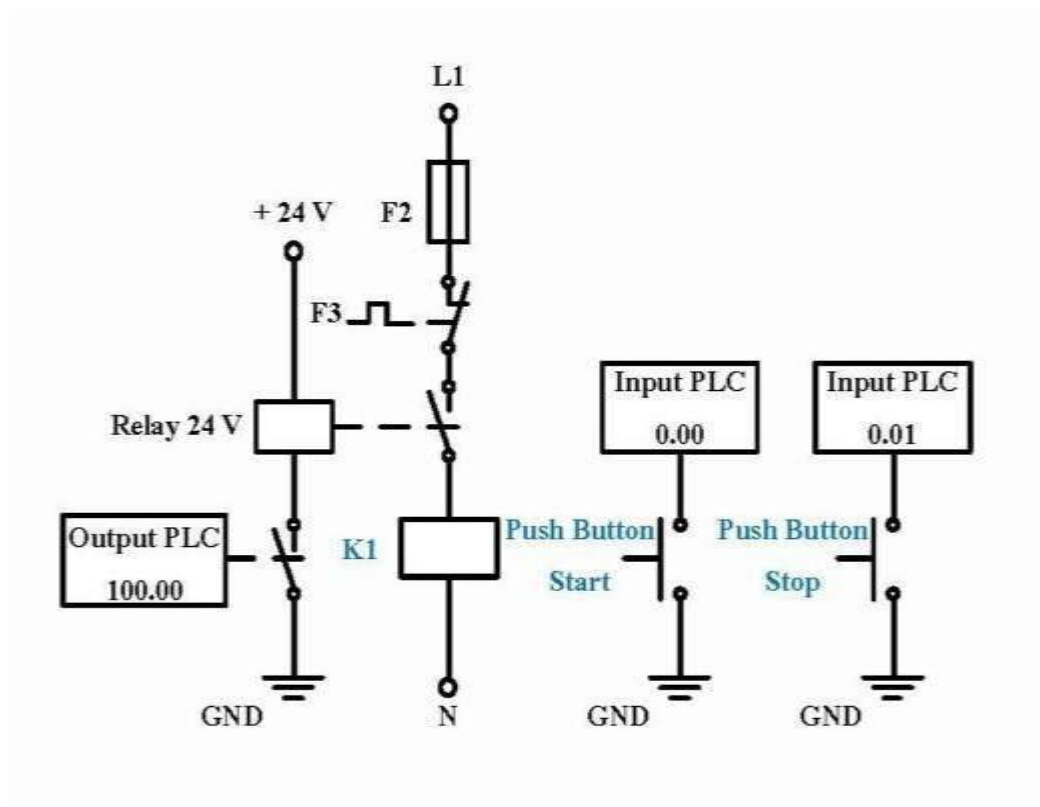 L1
+ 24 V
F2
F3
Relay 24 V
Input PLC
0.00
Input PLC
0.01
Output PLC
100.00
K1
Push Button
Start
Push Button
Stop
GND
N
GND
GND